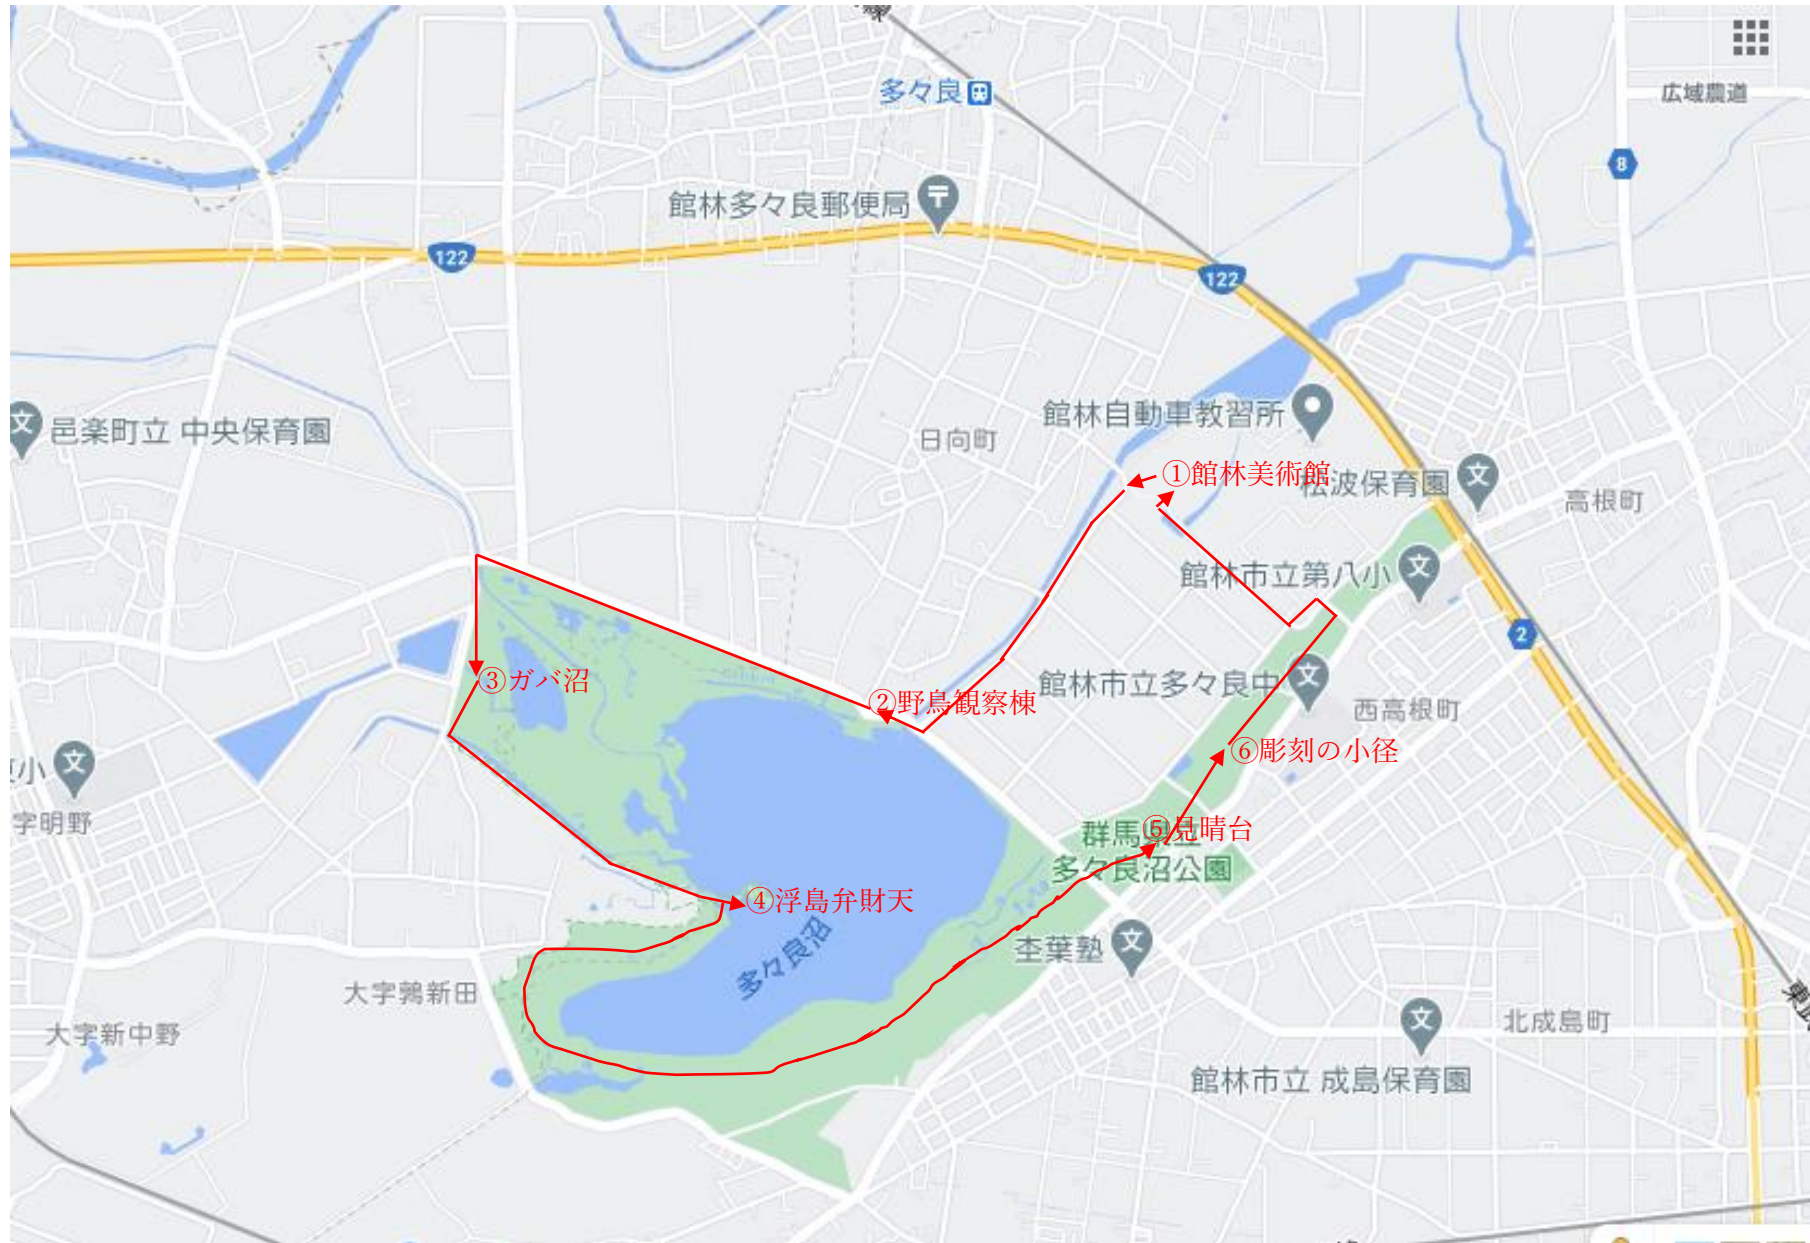 多々良
広域農道
8
館林多々良郵便局
122
122
館林自動車教習所
日向町
邑楽町立 中央保育園
①館林美術館
松波保育園
高根町
館林市立第八小
2
③ガバ沼
館林市立多々良中
②野鳥観察棟
西高根町
⑥彫刻の小径
小
字明野
⑤見晴台
群馬県立
多々良沼公園
④浮島弁財天
多々良沼
杢葉塾
大字鶉新田
大字新中野
北成島町
東武
館林市立 成島保育園